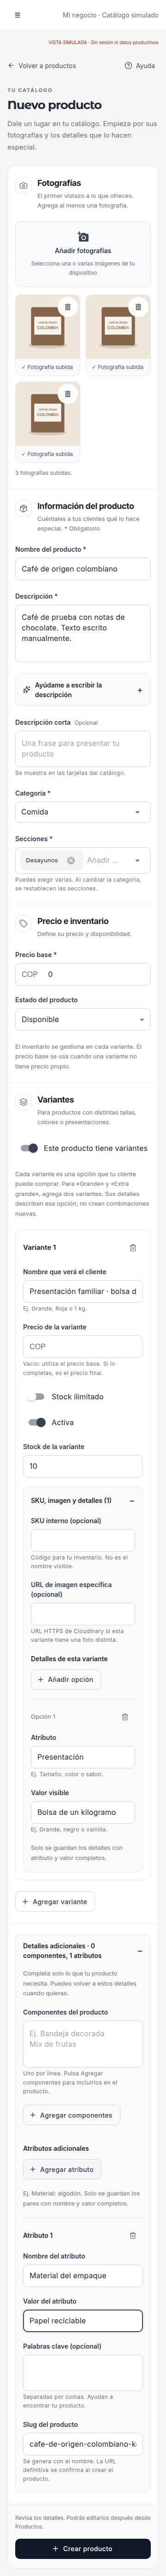 Mi negocio · Catálogo simulado
VISTA SIMULADA · Sin sesión ni datos productivos
Volver a productos
Ayuda
TU CATÁLOGO
Nuevo producto
Dale un lugar en tu catálogo. Empieza por sus
fotografías y los detalles que lo hacen
especial.
Fotografías
El primer vistazo a lo que ofreces.
Agrega al menos una fotografía.
Añadir fotografías
Selecciona una o varias imágenes de tu
dispositivo
COLOMBIA
COLOMBIA
✓ Fotografía subida
✓ Fotografía subida
COLOMBIA
✓ Fotografía subida
3 fotografías subidas.
Información del producto
Cuéntales a tus clientes qué lo hace
especial. * Obligatorio
Nombre del producto *
Café de origen colombiano
Descripción *
Café de prueba con notas de
chocolate. Texto escrito
manualmente.
Ayúdame a escribir la
descripción
+
Descripción corta Opcional
Una frase para presentar tu
producto
Se muestra en las tarjetas del catálogo.
Categoría *
Comida
Secciones *
Desayunos
Añadir ...
Puedes elegir varias. Al cambiar la categoría,
se restablecen las secciones.
Precio e inventario
Define su precio y disponibilidad.
Precio base *
COP 0
Estado del producto
Disponible
El inventario se gestiona en cada variante. El
precio base se usa cuando una variante no
tiene precio propio.
Variantes
Para productos con distintas tallas,
colores o presentaciones.
Este producto tiene variantes
Cada variante es una opción que tu cliente
puede comprar. Para «Grande» y «Extra
grande», agrega dos variantes. Sus detalles
describen esa opción; no crean combinaciones
nuevas.
Variante 1
Nombre que verá el cliente
Presentación familiar · bolsa d
Ej. Grande, Roja o 1 kg.
Precio de la variante
COP
Vacío: utiliza el precio base. Si lo
completas, es el precio final.
Stock ilimitado
Activa
Stock de la variante
10
SKU, imagen y detalles (1)
−
SKU interno (opcional)
Código para tu inventario. No es el
nombre visible.
URL de imagen específica
(opcional)
URL HTTPS de Cloudinary si esta
variante tiene una foto distinta.
Detalles de esta variante
+ Añadir opción
Opción 1
Atributo
Presentación
Ej. Tamaño, color o sabor.
Valor visible
Bolsa de un kilogramo
Ej. Grande, negro o vainilla.
Solo se guardan los detalles con
atributo y valor completos.
+ Agregar variante
Detalles adicionales · 0
componentes, 1 atributos
−
Completa solo lo que tu producto
necesita. Puedes volver a estos detalles
cuando quieras.
Componentes del producto
Ej. Bandeja decorada
Mix de frutas
Uno por línea. Pulsa Agregar
componentes para incluirlos en el
producto.
+ Agregar componentes
Atributos adicionales
+ Agregar atributo
Ej. Material: algodón. Solo se guardan los
pares con nombre y valor completos.
Atributo 1
Nombre del atributo
Material del empaque
Valor del atributo
Papel reciclable
Palabras clave (opcional)
Separadas por comas. Ayudan a
encontrar tu producto.
Slug del producto
cafe-de-origen-colombiano-k
Se genera con el nombre. La URL
definitiva se confirma al crear el
producto.
Revisa los detalles. Podrás editarlos después desde
Productos.
+ Crear producto